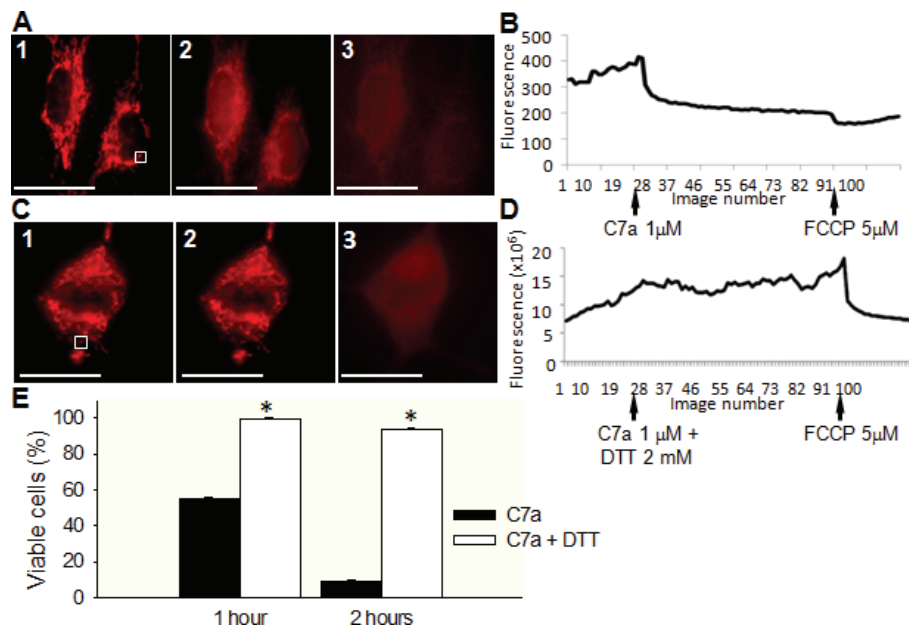 A
1
2
3
B
Fluorescence
500
400
300
200
100
0
1 10 19 28 37 46 55 64 73 82 91 100
Image number
C7a 1μM
FCCP 5μM
C
1
2
3
D
Fluorescence (x10⁶)
20
15
10
5
0
1 10 19 28 37 46 55 64 73 82 91 100
Image number
C7a 1 μM +
DTT 2 mM
FCCP 5μM
E
Viable cells (%)
100
80
60
40
20
0
*
*
1 hour
2 hours
C7a
C7a + DTT